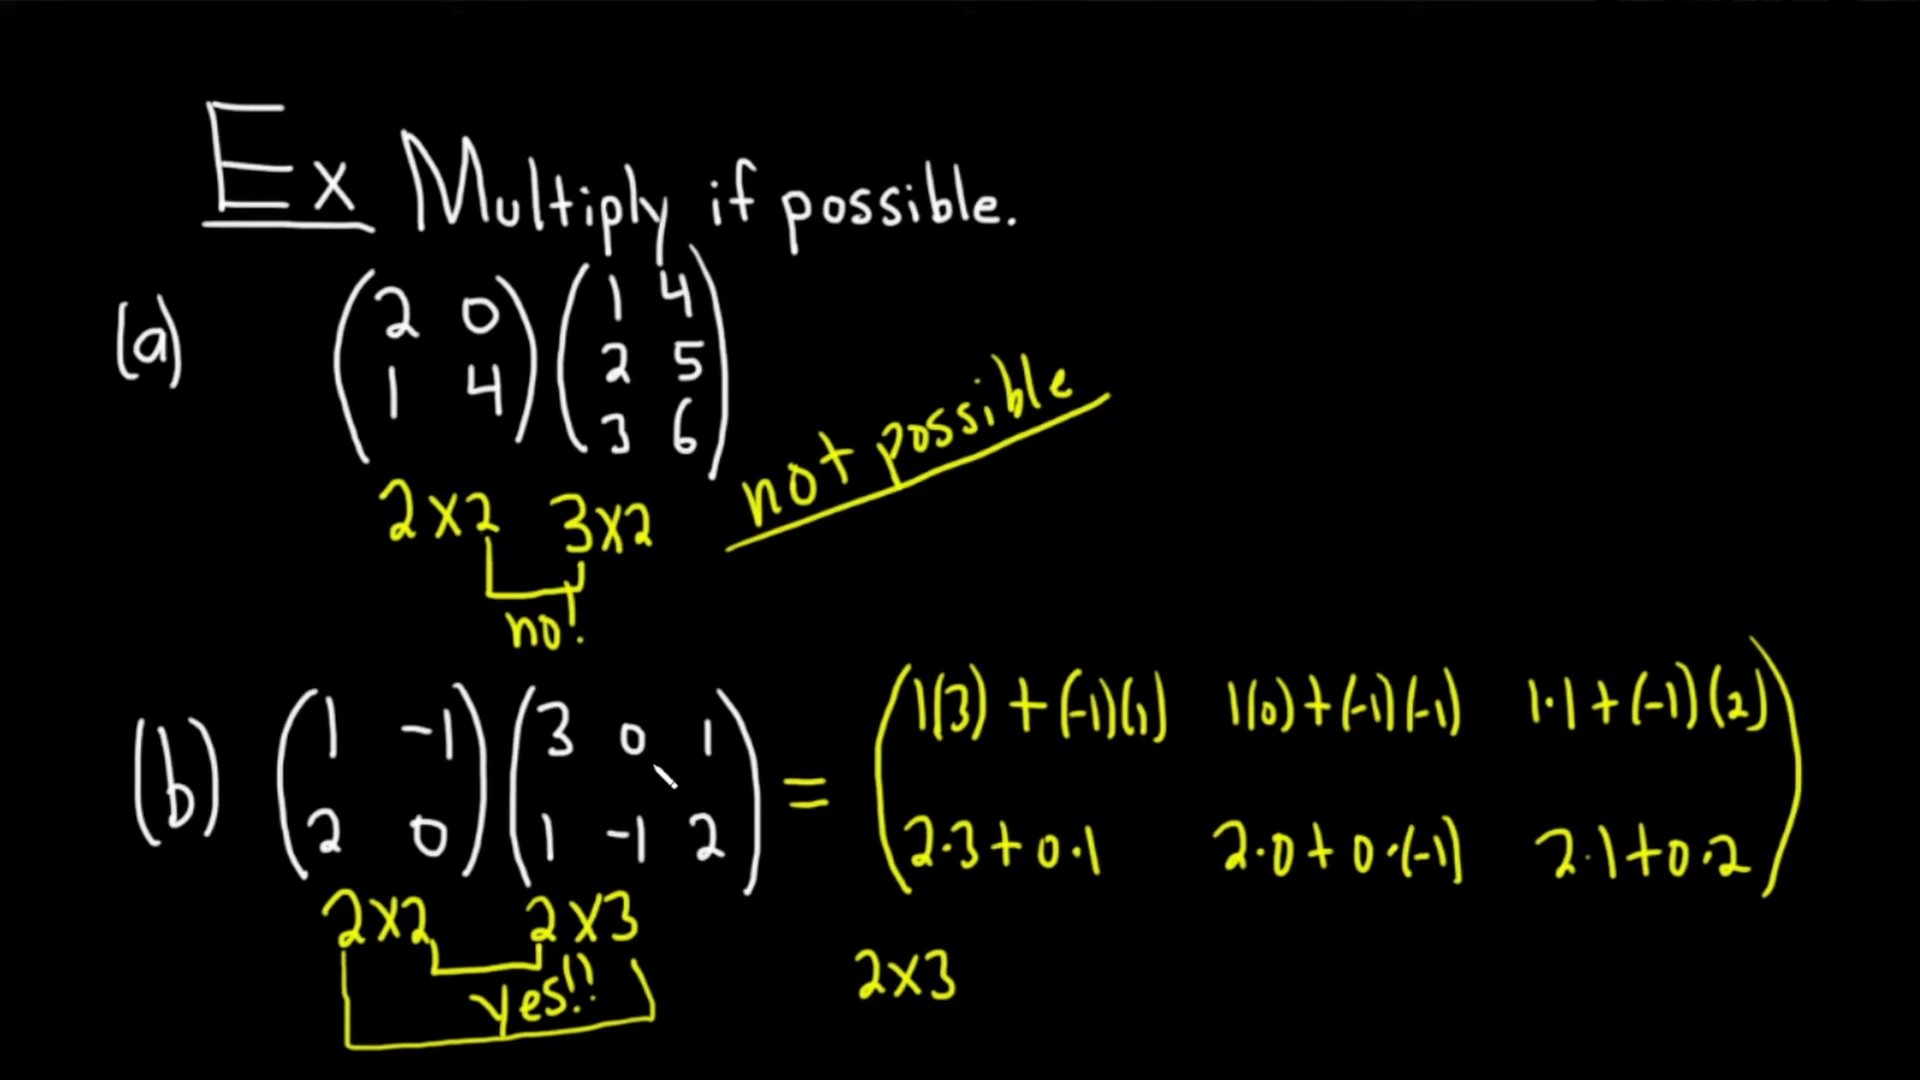 Ex Multiply if possible.
(a) (2 0) (1 4)
(1 4) (2 5)
(3 6)
not possible
2x2 3x2
no!
(b) (1 -1) (3 0 1) = (1(3) + (-1)(1) 1(0) + (-1)(-1) 1·1 + (-1)(2))
(2 0) (1 -1 2) (2·3 + 0·1 2·0 + 0·(-1) 2·1 + 0·2)
2x2 2x3
yes!!
2x3